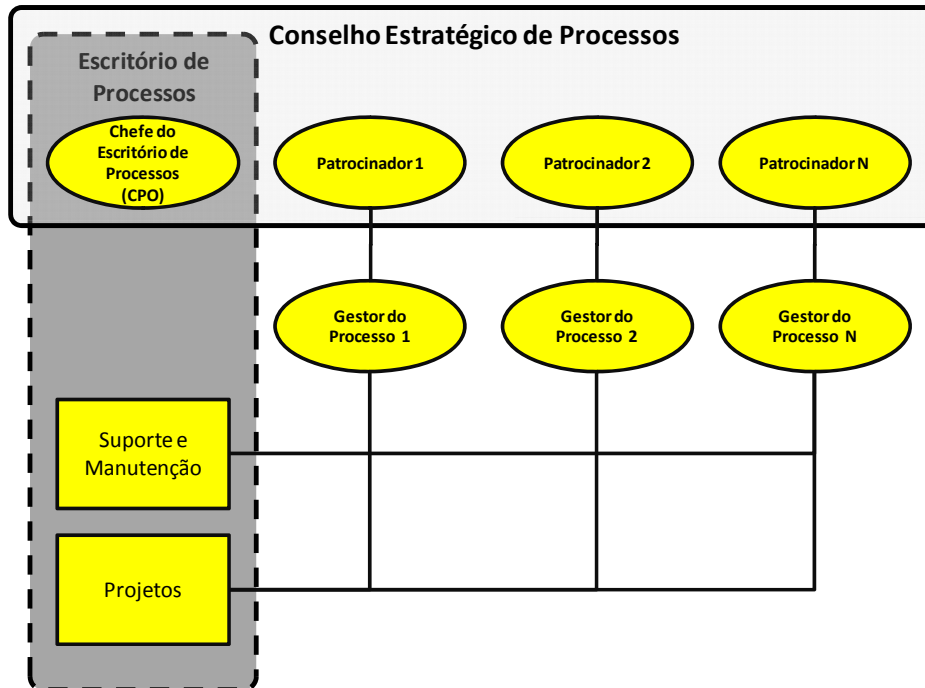 Conselho Estratégico de Processos
Escritório de
Processos
Chefe do
Escritório de
Processos
(CPO)
Patrocinador 1
Patrocinador 2
Patrocinador N
Gestor do
Processo 1
Gestor do
Processo 2
Gestor do
Processo N
Suporte e
Manutenção
Projetos